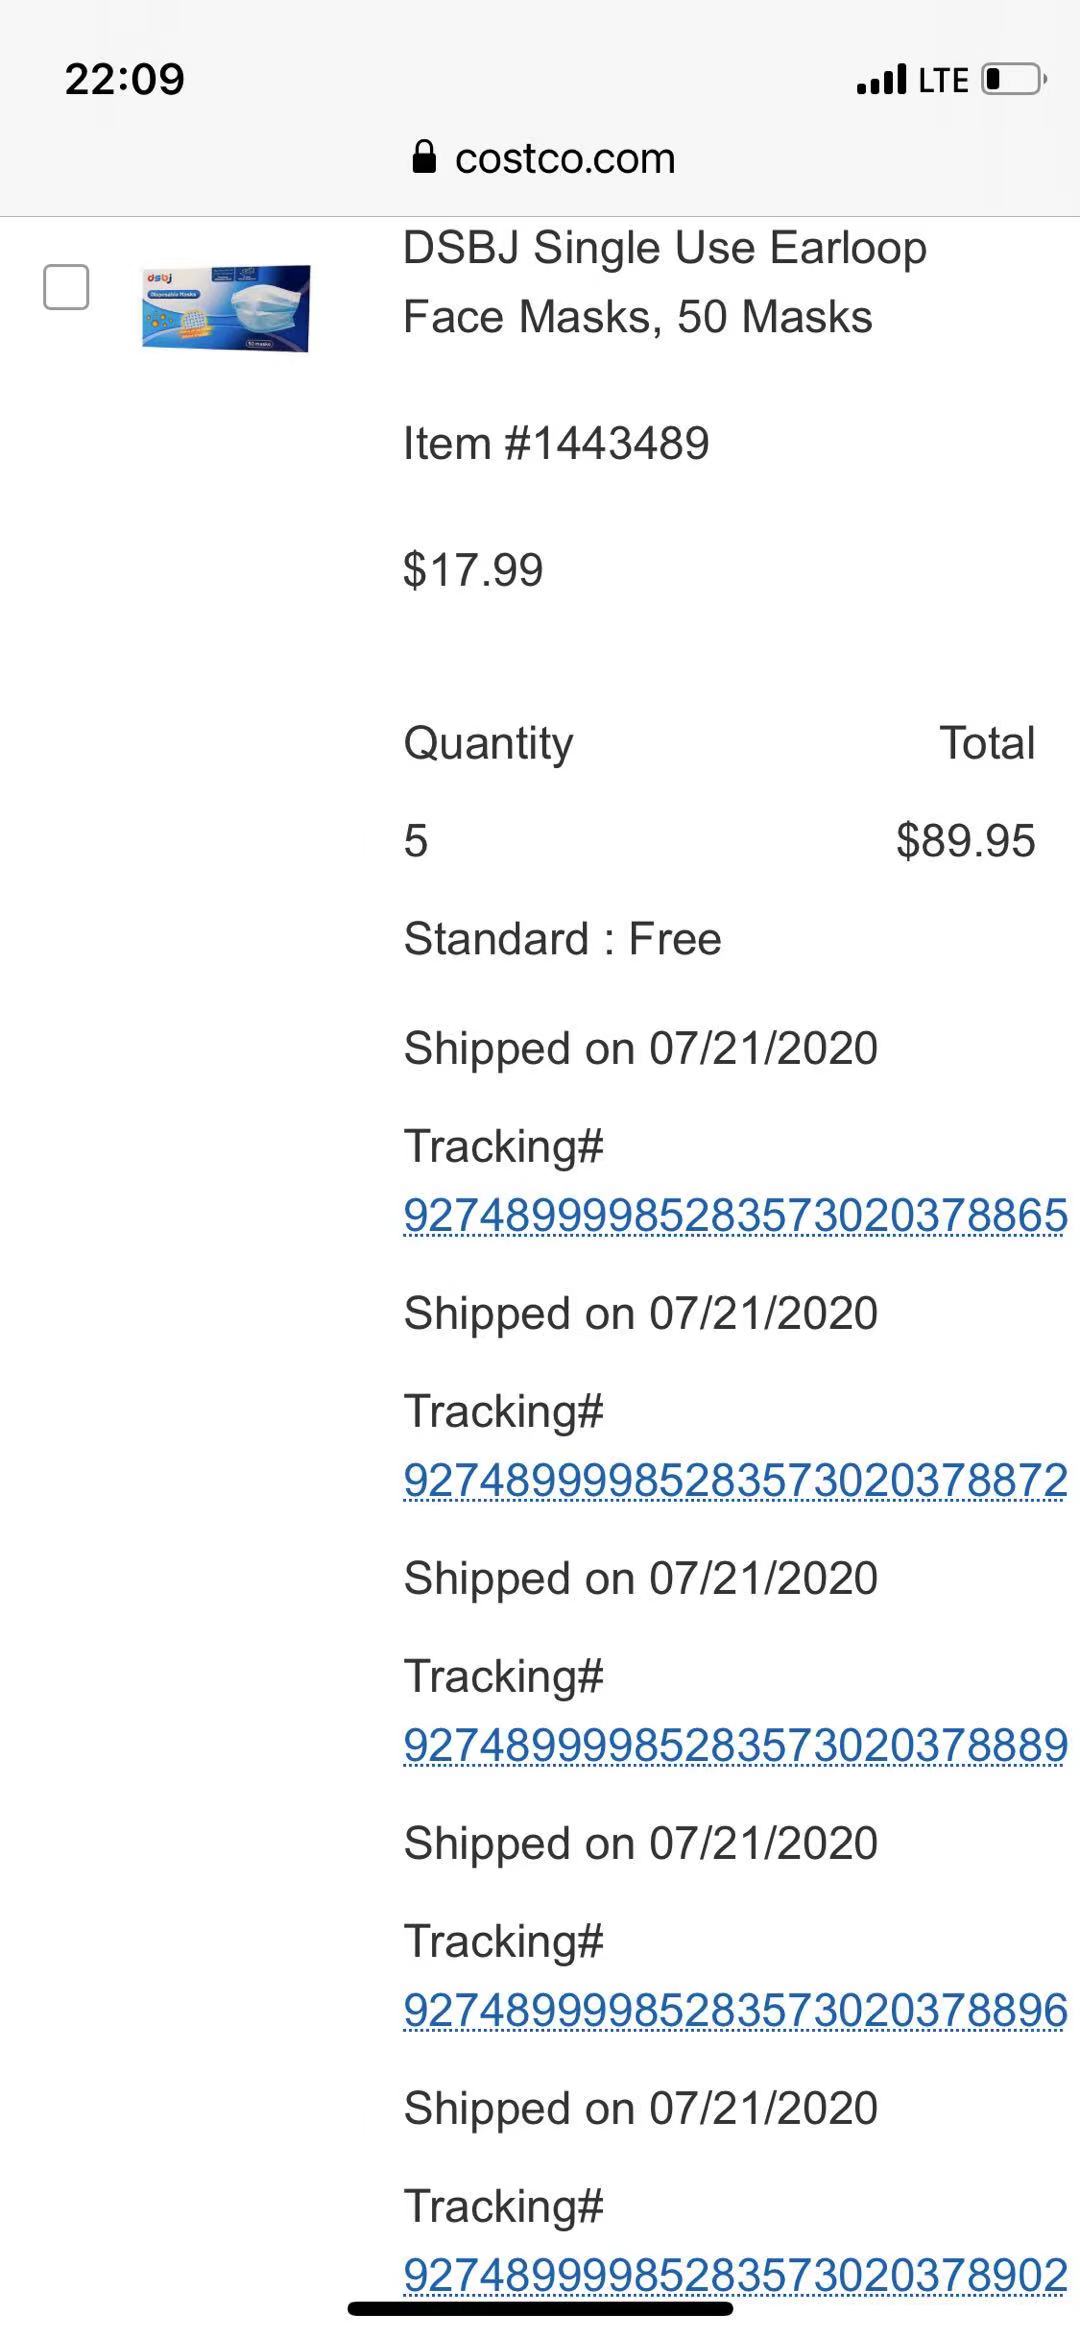 22:09
LTE
costco.com
DSBJ Single Use Earloop
Face Masks, 50 Masks
dsbj
Disposable Masks
50 masks
Item #1443489
$17.99
Quantity Total
5 $89.95
Standard : Free
Shipped on 07/21/2020
Tracking#
92748999985283573020378865
Shipped on 07/21/2020
Tracking#
92748999985283573020378872
Shipped on 07/21/2020
Tracking#
92748999985283573020378889
Shipped on 07/21/2020
Tracking#
92748999985283573020378896
Shipped on 07/21/2020
Tracking#
92748999985283573020378902